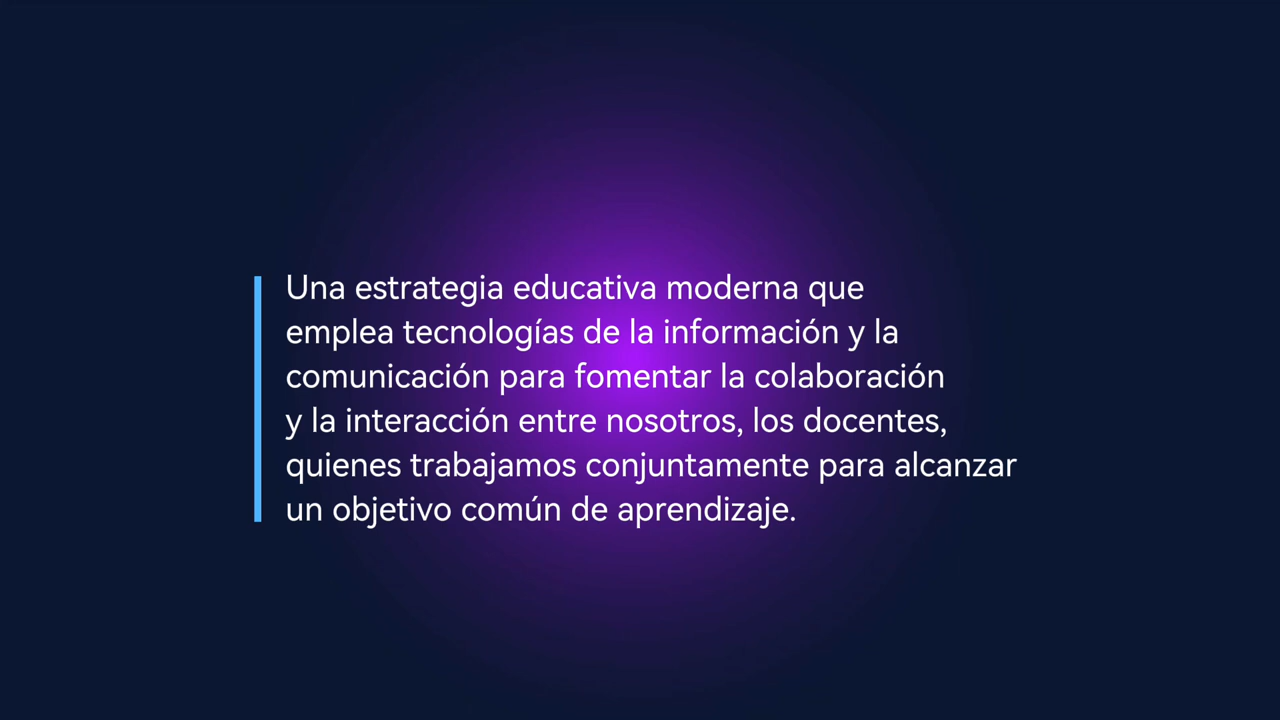 Una estrategia educativa moderna que
emplea tecnologías de la información y la
comunicación para fomentar la colaboración
y la interacción entre nosotros, los docentes,
quienes trabajamos conjuntamente para alcanzar
un objetivo común de aprendizaje.